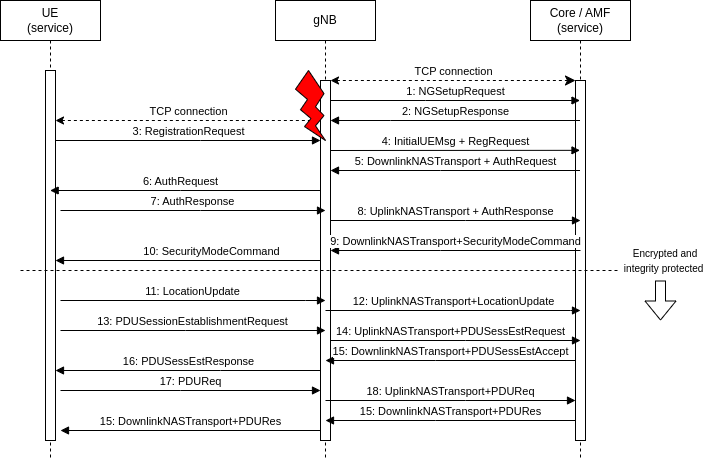 UE
(service)
gNB
Core / AMF
(service)
TCP connection
1: NGSetupRequest
TCP connection
2: NGSetupResponse
3: RegistrationRequest
4: InitialUEMsg + RegRequest
5: DownlinkNASTransport + AuthRequest
6: AuthRequest
7: AuthResponse
8: UplinkNASTransport + AuthResponse
9: DownlinkNASTransport+SecurityModeCommand
10: SecurityModeCommand
Encrypted and
integrity protected
11: LocationUpdate
12: UplinkNASTransport+LocationUpdate
13: PDUSessionEstablishmentRequest
14: UplinkNASTransport+PDUSessEstRequest
15: DownlinkNASTransport+PDUSessEstAccept
16: PDUSessEstResponse
17: PDUReq
18: UplinkNASTransport+PDUReq
15: DownlinkNASTransport+PDURes
15: DownlinkNASTransport+PDURes